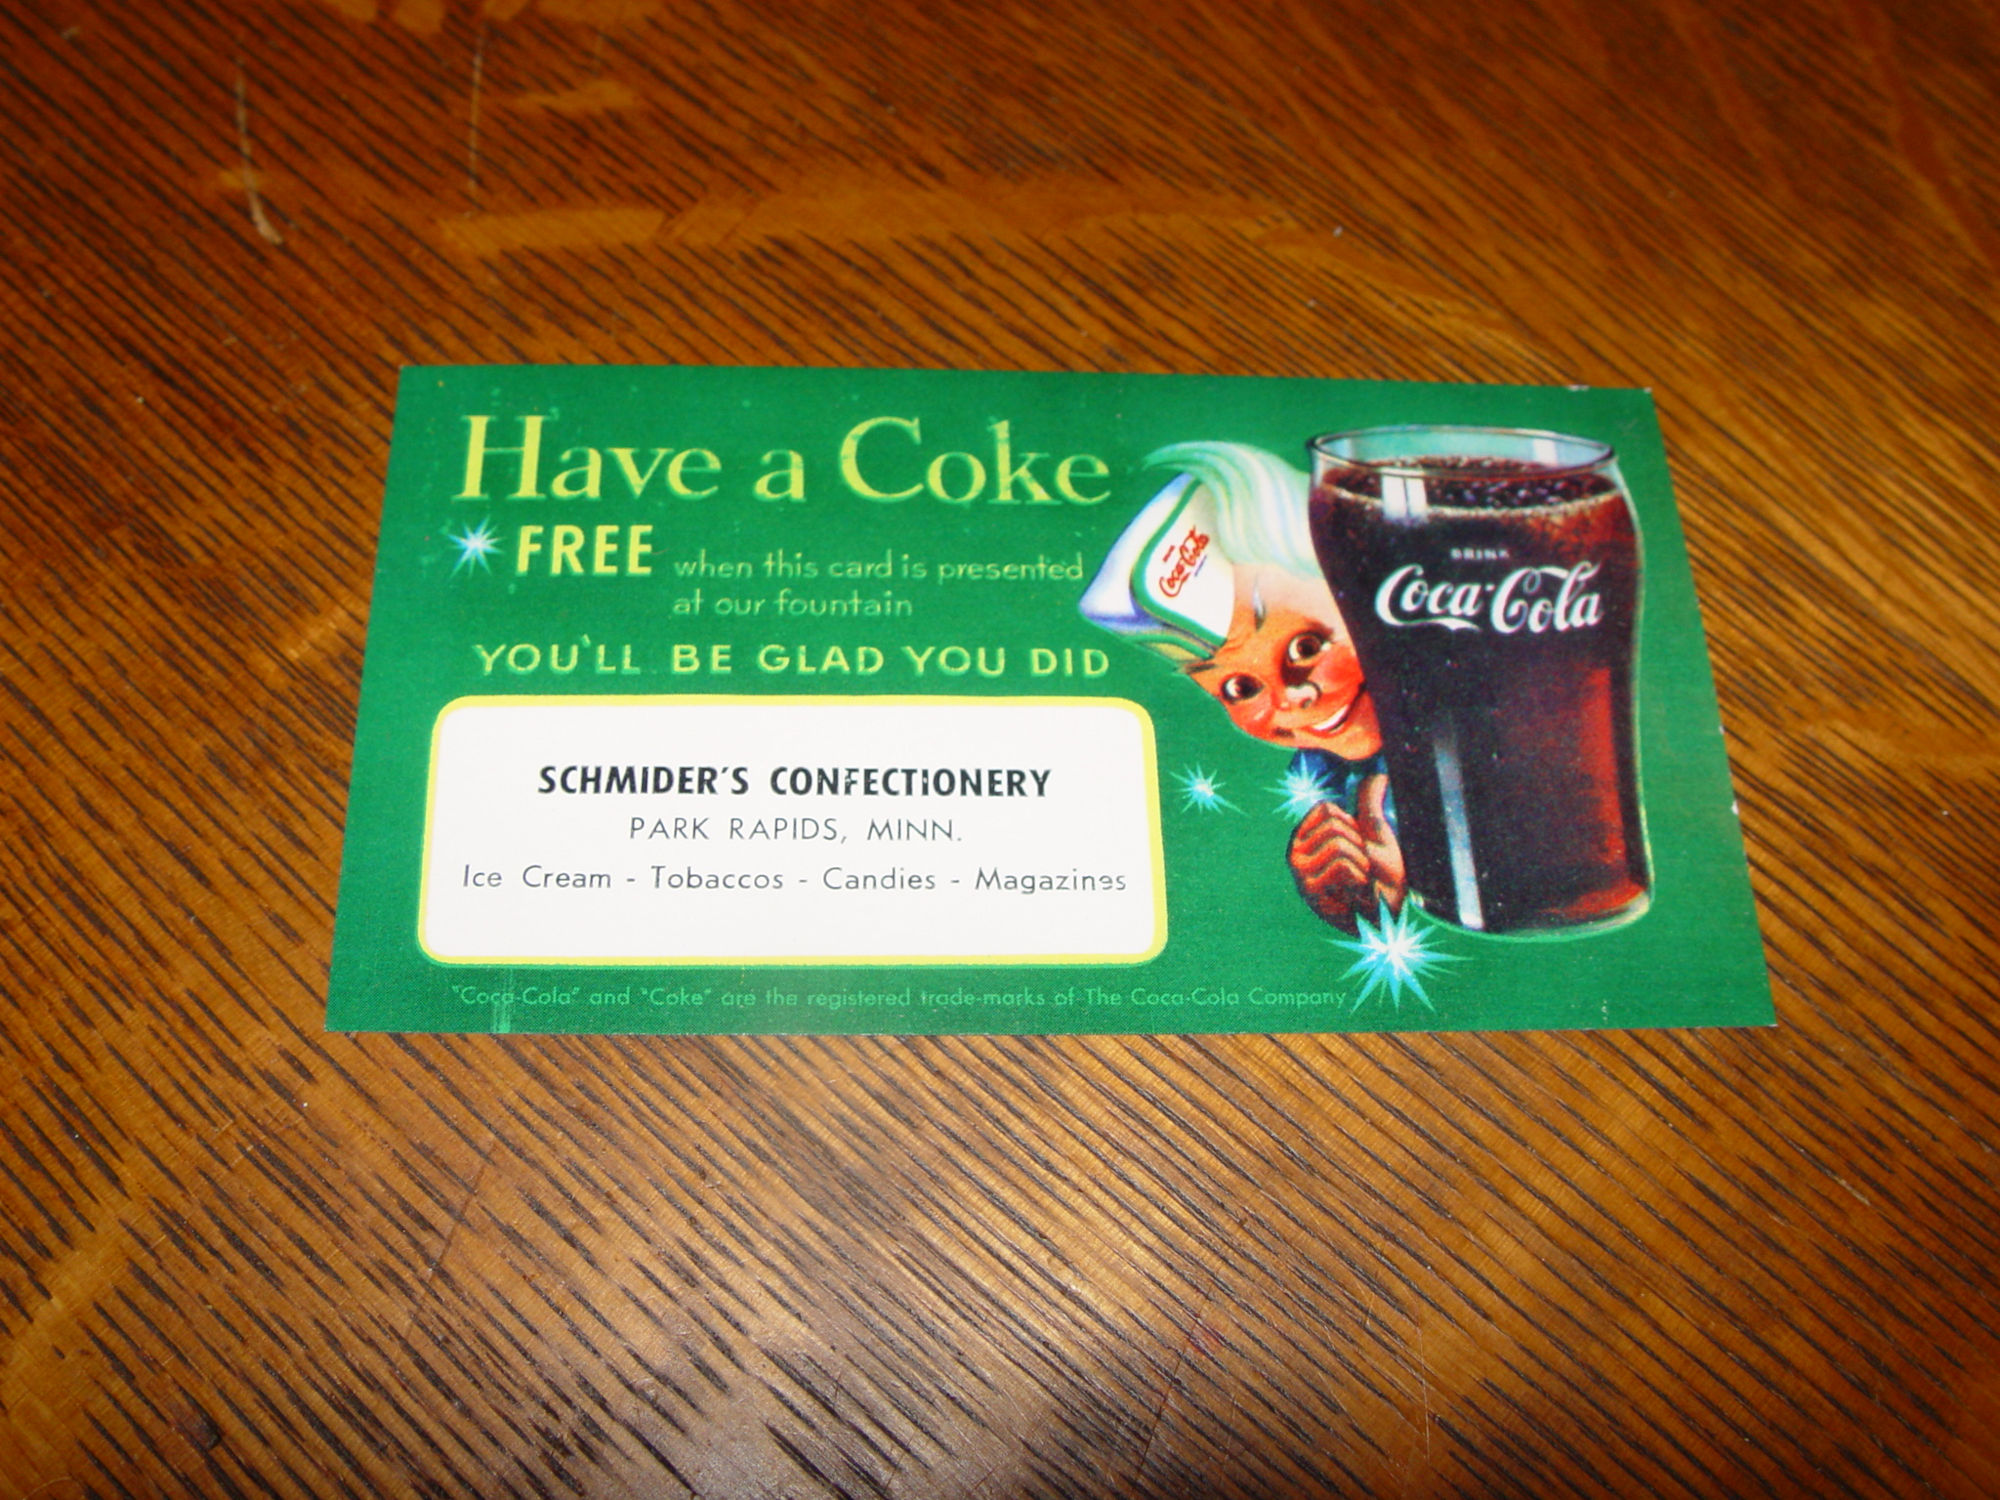 Have a Coke
FREE when this card is presented
at our fountain
YOU'LL BE GLAD YOU DID
SCHMIDER'S CONFECTIONERY
PARK RAPIDS, MINN.
Ice Cream - Tobaccos - Candies - Magazines
"Coca-Cola" and "Coke" are the registered trade-marks of The Coca-Cola Company
Coca-Cola
DRINK
Coca-Cola